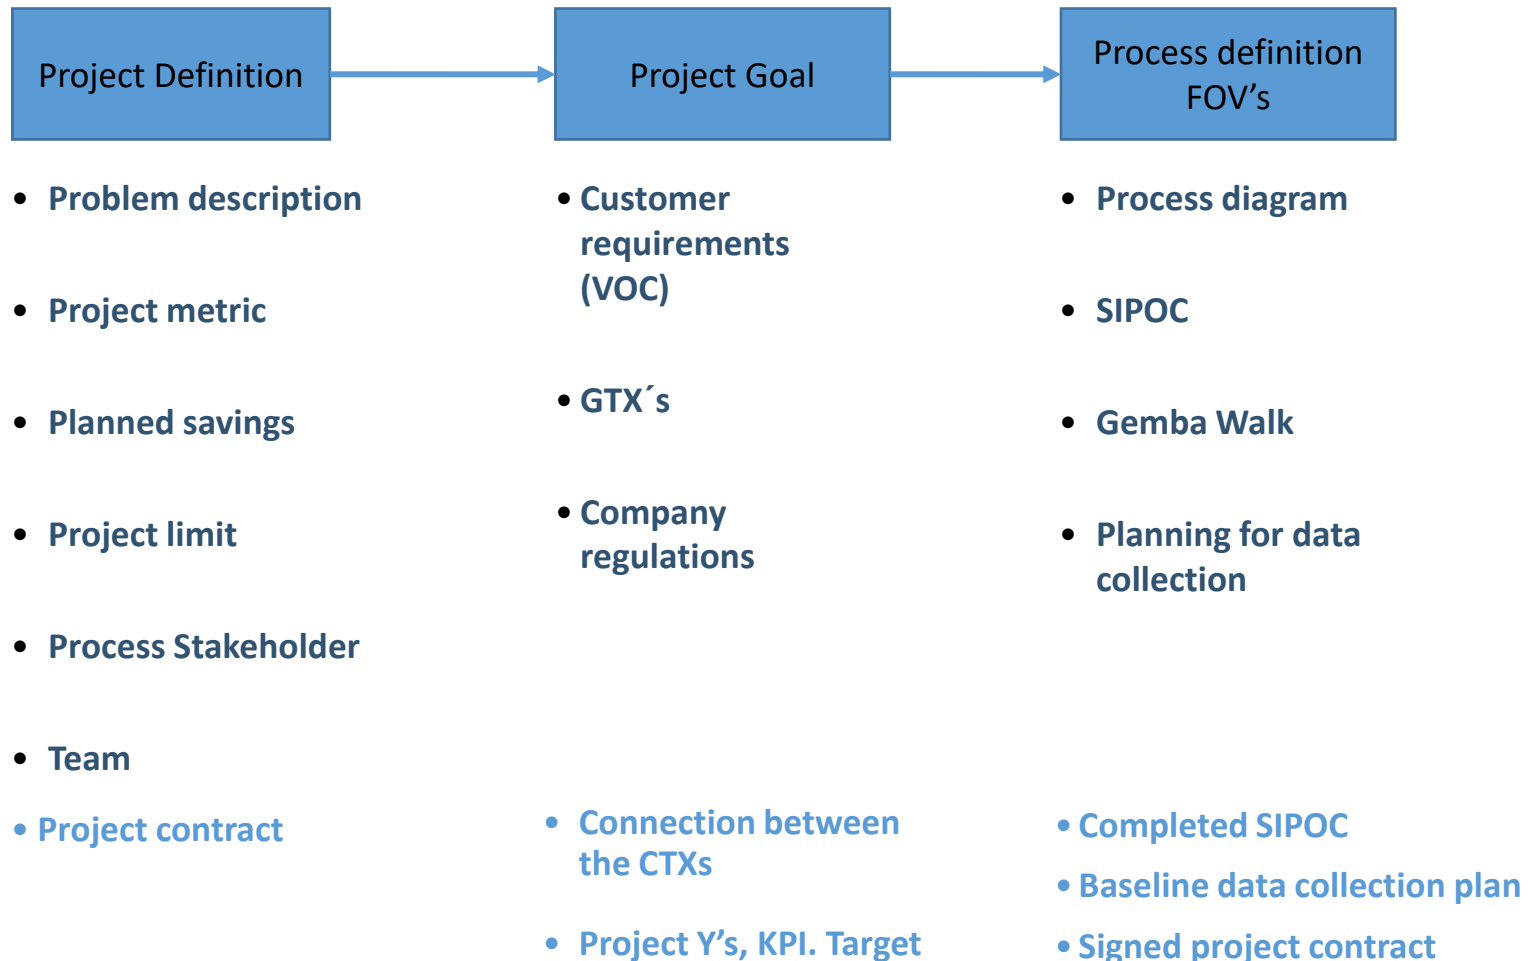 Project Definition
Project Goal
Process definition
FOV’s
• Problem description
• Project metric
• Planned savings
• Project limit
• Process Stakeholder
• Team
• Project contract
• Customer
requirements
(VOC)
• GTX´s
• Company
regulations
• Connection between
the CTXs
• Project Y’s, KPI. Target
• Process diagram
• SIPOC
• Gemba Walk
• Planning for data
collection
• Completed SIPOC
• Baseline data collection plan
• Signed project contract